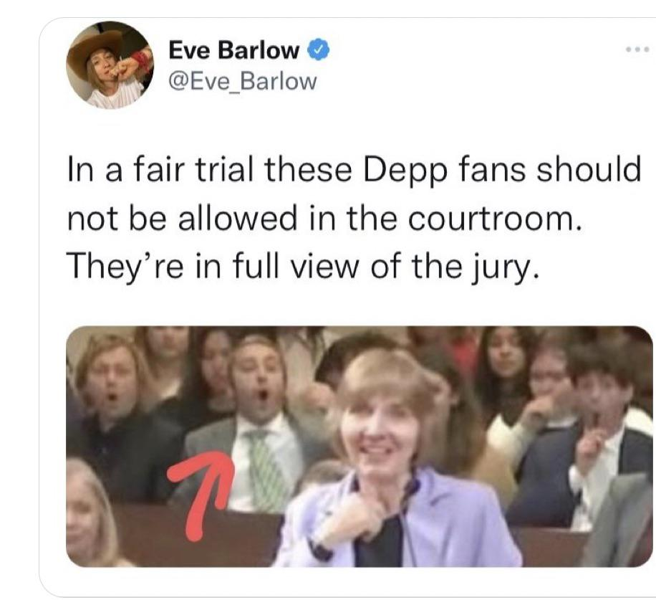 Eve Barlow
@Eve_Barlow
In a fair trial these Depp fans should
not be allowed in the courtroom.
They’re in full view of the jury.